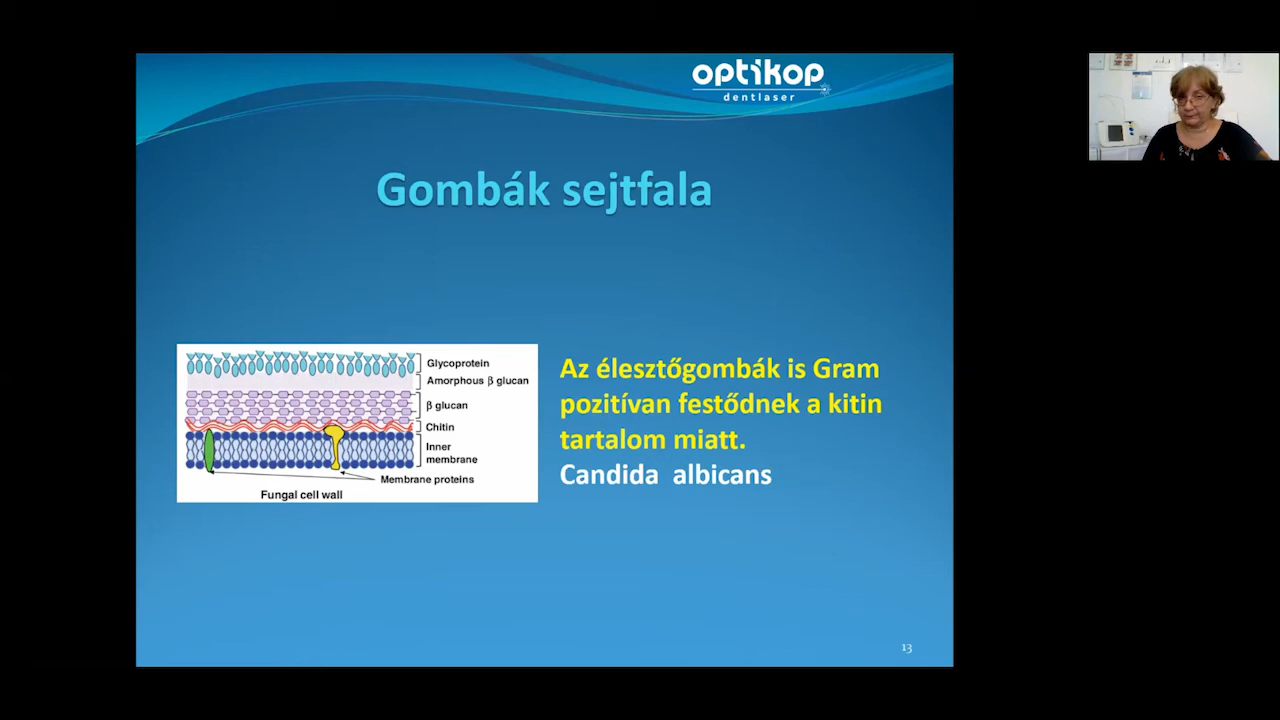 optikop
dentlaser
Gombák sejtfala
Glycoprotein
Amorphous β glucan
β glucan
Chitin
Inner
membrane
Membrane proteins
Fungal cell wall
Az élesztőgombák is Gram
pozitívan festődnek a kitin
tartalom miatt.
Candida albicans
13